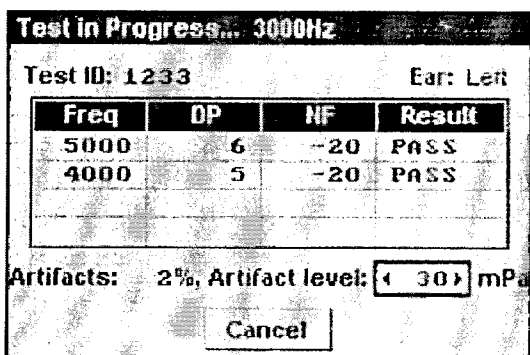 Test in Progress... 3000Hz
Test ID: 1233 Ear: Left
Freq DP NF Result
5000 6 -20 PASS
4000 5 -20 PASS
Artifacts: 2%, Artifact level: 30 mPa
Cancel